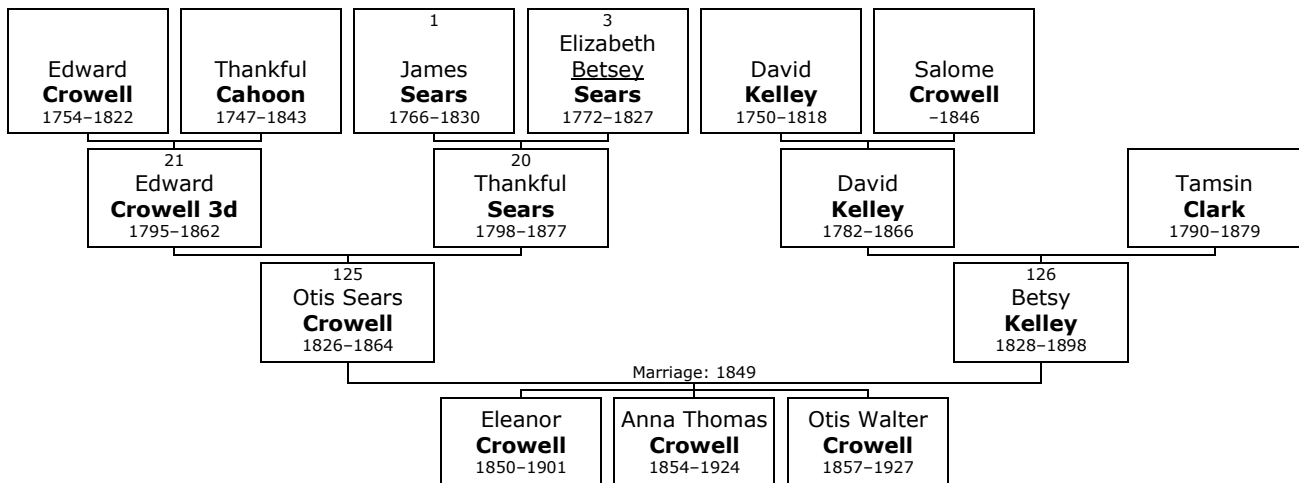 Edward
Crowell
1754–1822
Thankful
Cahoon
1747–1843
1
James
Sears
1766–1830
3
Elizabeth
Betsey
Sears
1772–1827
David
Kelley
1750–1818
Salome
Crowell
–1846
21
Edward
Crowell 3d
1795–1862
20
Thankful
Sears
1798–1877
David
Kelley
1782–1866
Tamsin
Clark
1790–1879
125
Otis Sears
Crowell
1826–1864
126
Betsy
Kelley
1828–1898
Marriage: 1849
Eleanor
Crowell
1850–1901
Anna Thomas
Crowell
1854–1924
Otis Walter
Crowell
1857–1927